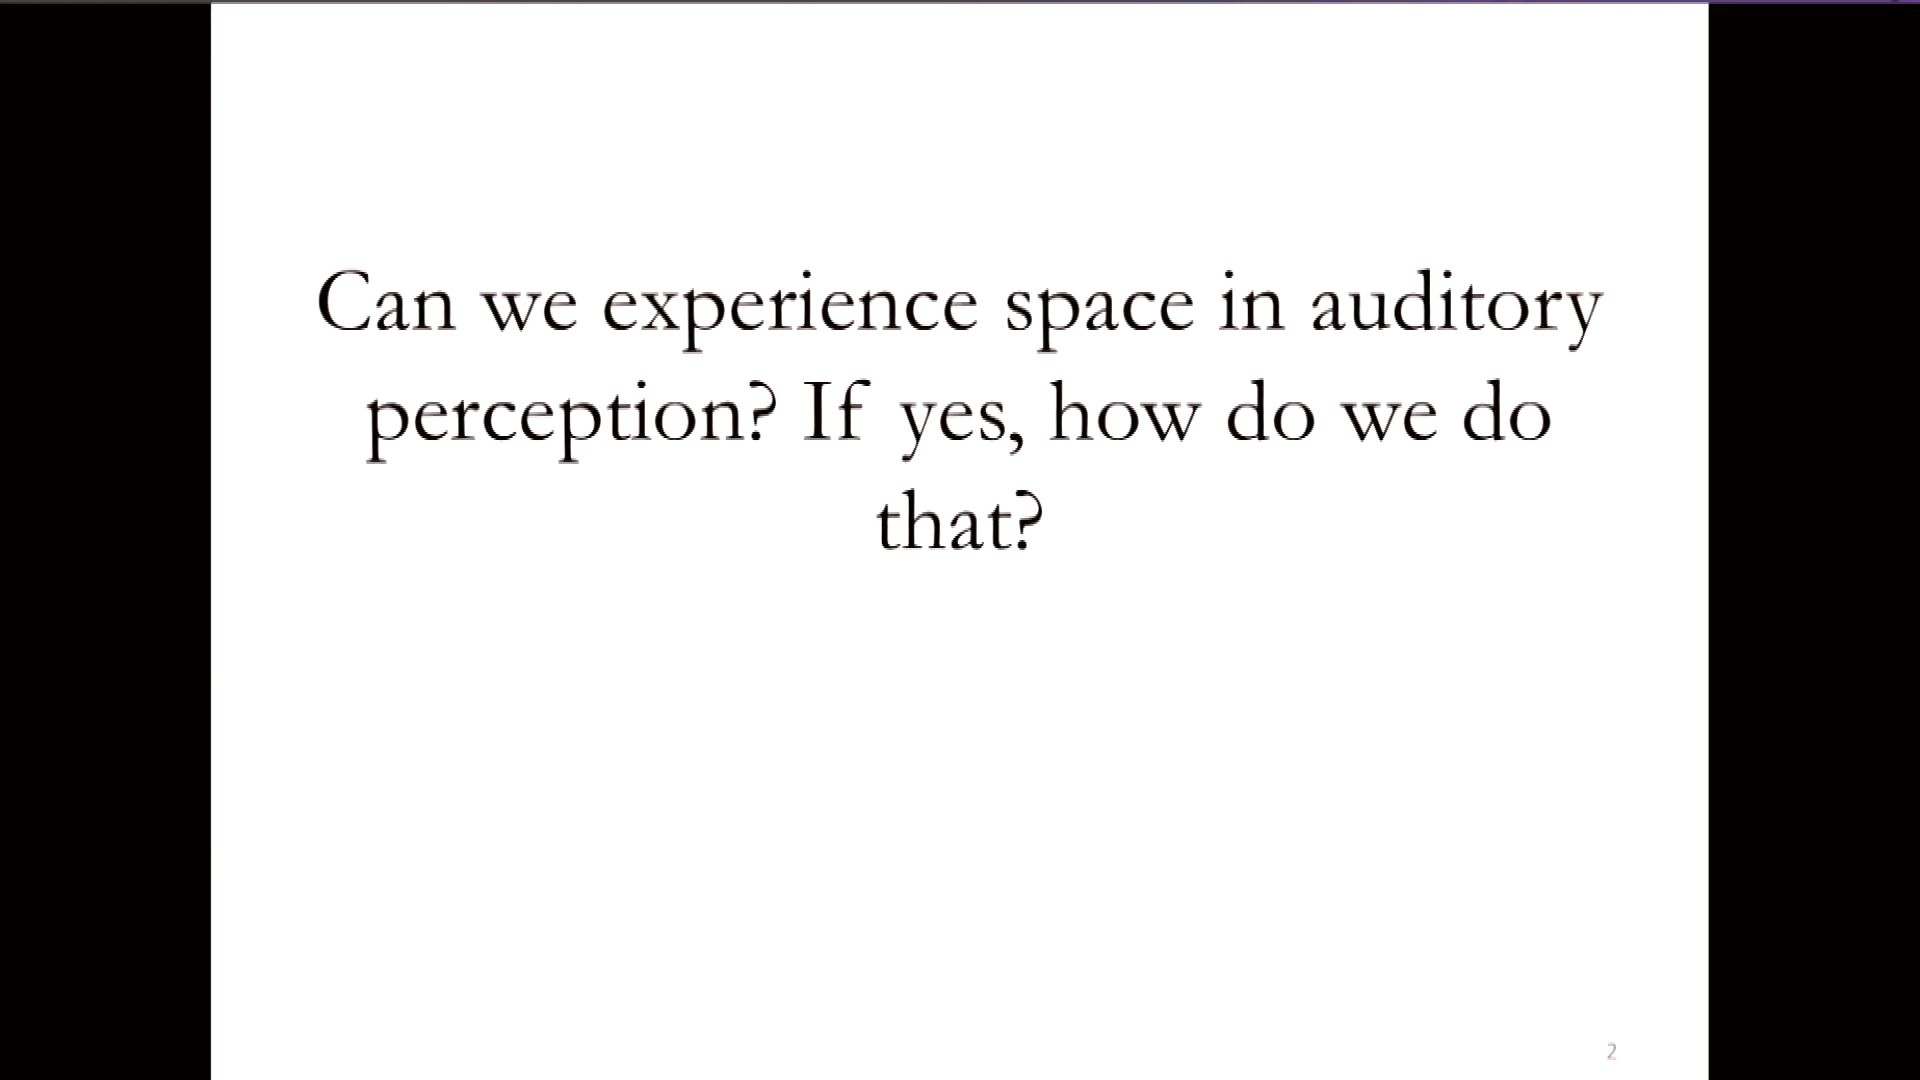 Can we experience space in auditory
perception? If yes, how do we do
that?
2